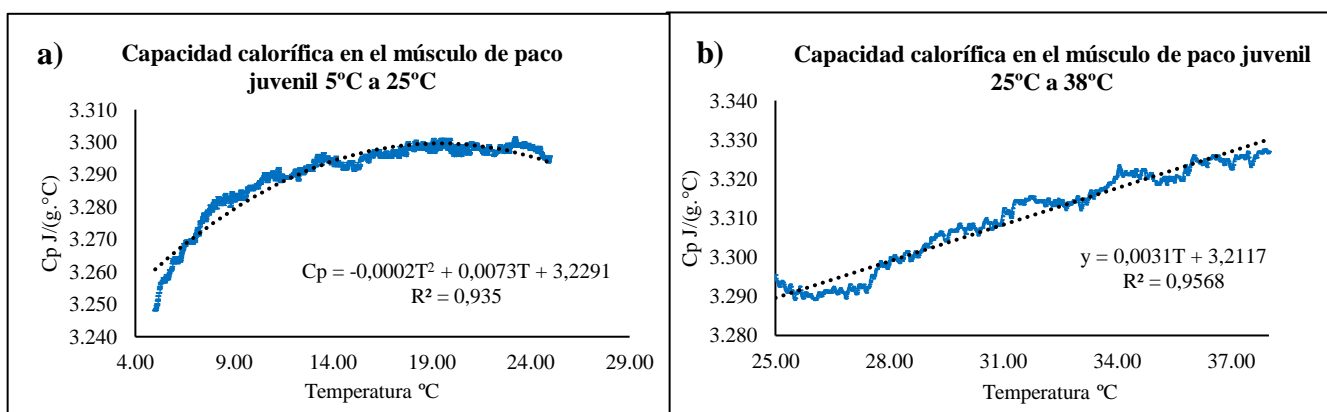 a)
Capacidad calorífica en el músculo de paco
juvenil 5ºC a 25ºC
Cp J/(g.°C)
3.310
3.300
3.290
3.280
3.270
3.260
3.250
3.240
Cp = -0,0002T² + 0,0073T + 3,2291
R² = 0,935
4.00 9.00 14.00 19.00 24.00 29.00
Temperatura ºC
b)
Capacidad calorífica en el músculo de paco juvenil
25ºC a 38ºC
Cp J/(g.°C)
3.340
3.330
3.320
3.310
3.300
3.290
3.280
y = 0,0031T + 3,2117
R² = 0,9568
25.00 28.00 31.00 34.00 37.00
Temperatura ºC